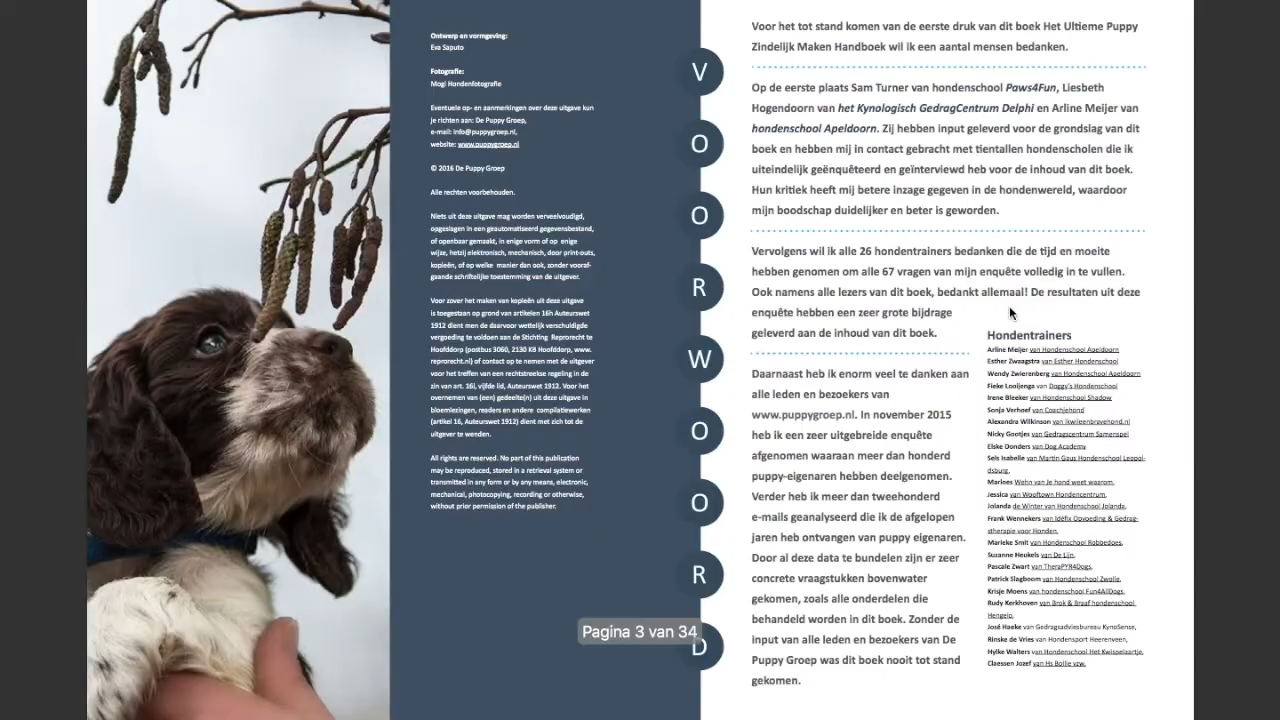 Ontwerp en vormgeving:
Eva Saputo
Fotografie:
Mogi Hondenfotografie
Eventuele op- en aanmerkingen over deze uitgave kun
je richten aan: De Puppy Groep,
e-mail: info@puppygroep.nl,
website: www.puppygroep.nl
© 2016 De Puppy Groep
Alle rechten voorbehouden.
Niets uit deze uitgave mag worden verveelvoudigd,
opgeslagen in een geautomatiseerd gegevensbestand,
of openbaar gemaakt, in enige vorm of op enige
wijze, hetzij elektronisch, mechanisch, door print-outs,
kopieën, of op welke manier dan ook, zonder vooraf-
gaande schriftelijke toestemming van de uitgever.
Voor zover het maken van kopieën uit deze uitgave
is toegestaan op grond van artikelen 16h Auteurswet
1912 dient men de daarvoor wettelijk verschuldigde
vergoeding te voldoen aan de Stichting Reprorecht te
Hoofddorp (postbus 3060, 2130 KB Hoofddorp, www.
reprorecht.nl) of contact op te nemen met de uitgever
voor het treffen van een rechtstreekse regeling in de
zin van art. 16l, vijfde lid, Auteurswet 1912. Voor het
overnemen van (een) gedeelte(n) uit deze uitgave in
bloemlezingen, readers en andere compilatiewerken
(artikel 16, Auteurswet 1912) dient met zich tot de
uitgever te wenden.
All rights are reserved. No part of this publication
may be reproduced, stored in a retrieval system or
transmitted in any form or by any means, electronic,
mechanical, photocopying, recording or otherwise,
without prior permission of the publisher.
V
O
O
R
W
O
O
R
D
Pagina 3 van 34
Voor het tot stand komen van de eerste druk van dit boek Het Ultieme Puppy
Zindelijk Maken Handboek wil ik een aantal mensen bedanken.
Op de eerste plaats Sam Turner van hondenschool Paws4Fun, Liesbeth
Hogendoorn van het Kynologisch GedragCentrum Delphi en Arline Meijer van
hondenschool Apeldoorn. Zij hebben input geleverd voor de grondslag van dit
boek en hebben mij in contact gebracht met tientallen hondenscholen die ik
uiteindelijk geënquêteerd en geïnterviewd heb voor de inhoud van dit boek.
Hun kritiek heeft mij betere inzage gegeven in de hondenwereld, waardoor
mijn boodschap duidelijker en beter is geworden.
Vervolgens wil ik alle 26 hondentrainers bedanken die de tijd en moeite
hebben genomen om alle 67 vragen van mijn enquête volledig in te vullen.
Ook namens alle lezers van dit boek, bedankt allemaal! De resultaten uit deze
enquête hebben een zeer grote bijdrage
geleverd aan de inhoud van dit boek.
Daarnaast heb ik enorm veel te danken aan
alle leden en bezoekers van
www.puppygroep.nl. In november 2015
heb ik een zeer uitgebreide enquête
afgenomen waaraan meer dan honderd
puppy-eigenaren hebben deelgenomen.
Verder heb ik meer dan tweehonderd
e-mails geanalyseerd die ik de afgelopen
jaren heb ontvangen van puppy eigenaren.
Door al deze data te bundelen zijn er zeer
concrete vraagstukken bovenwater
gekomen, zoals alle onderdelen die
behandeld worden in dit boek. Zonder de
input van alle leden en bezoekers van De
Puppy Groep was dit boek nooit tot stand
gekomen.
Hondentrainers
Arline Meijer van Hondenschool Apeldoorn
Esther Zwaagstra van Esther Hondenschool
Wendy Zwierenberg van Hondenschool Apeldoorn
Fieke Looijenga van Doggy's Hondenschool
Irene Bleeker van Hondenschool Shadow
Sonja Verhoef van Coachjehond
Alexandra Wilkinson van ikwileenbravehond.nl
Nicky Gootjes van Gedragscentrum Samenspel
Elske Donders van Dog.Academy
Sels Isabelle van Martin Gaus Hondenschool Leopol-
dsburg,
Marloes Wehn van Je hond weet waarom,
Jessica van Wooftown Hondencentrum,
Jolanda de Winter van Hondenschool Jolanda,
Frank Wennekers van Idéfix Opvoeding & Gedrag-
stherapie voor Honden,
Marieke Smit van Hondenschool Robbedoes,
Suzanne Heukels van De Lijn,
Pascale Zwart van TheraPYR4Dogs,
Patrick Slagboom van Hondenschool Zwolle,
Krisje Moens van hondenschool Fun4AllDogs,
Rudy Kerkhoven van Brok & Braaf hondenschool
Hengelo,
José Haeke van Gedragsadviesbureau KynoSense,
Rinske de Vries van Hondensport Heerenveen,
Hylke Walters van Hondenschool Het Kwispelaartje,
Claessen Jozef van Hs Bollie vzw.